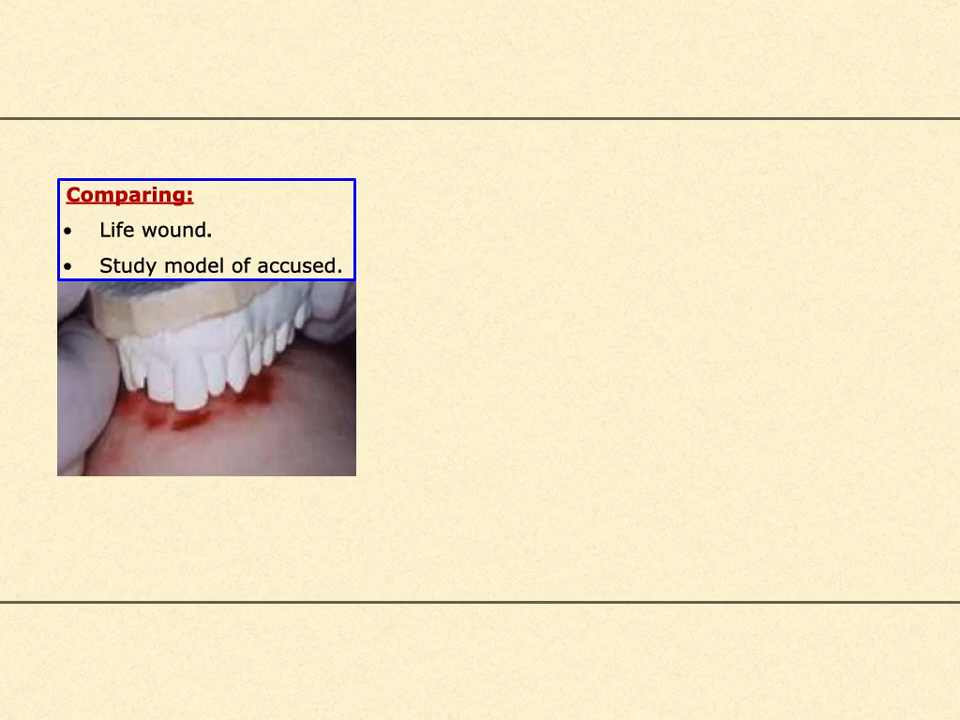 Comparing:
• Life wound.
• Study model of accused.